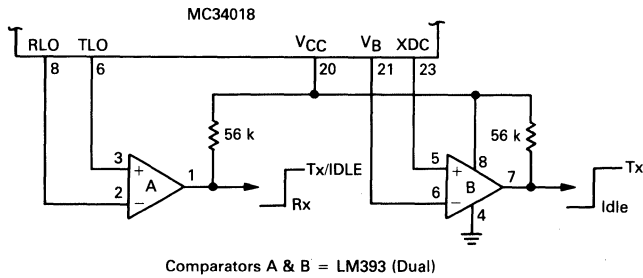 MC34018
RLO TLO VCC VB XDC
8 6 20 21 23
56 k 56 k
3 + A 1 Tx/IDLE
2 − Rx
5 + B 8 7 Tx
6 − 4 Idle
Comparators A & B = LM393 (Dual)